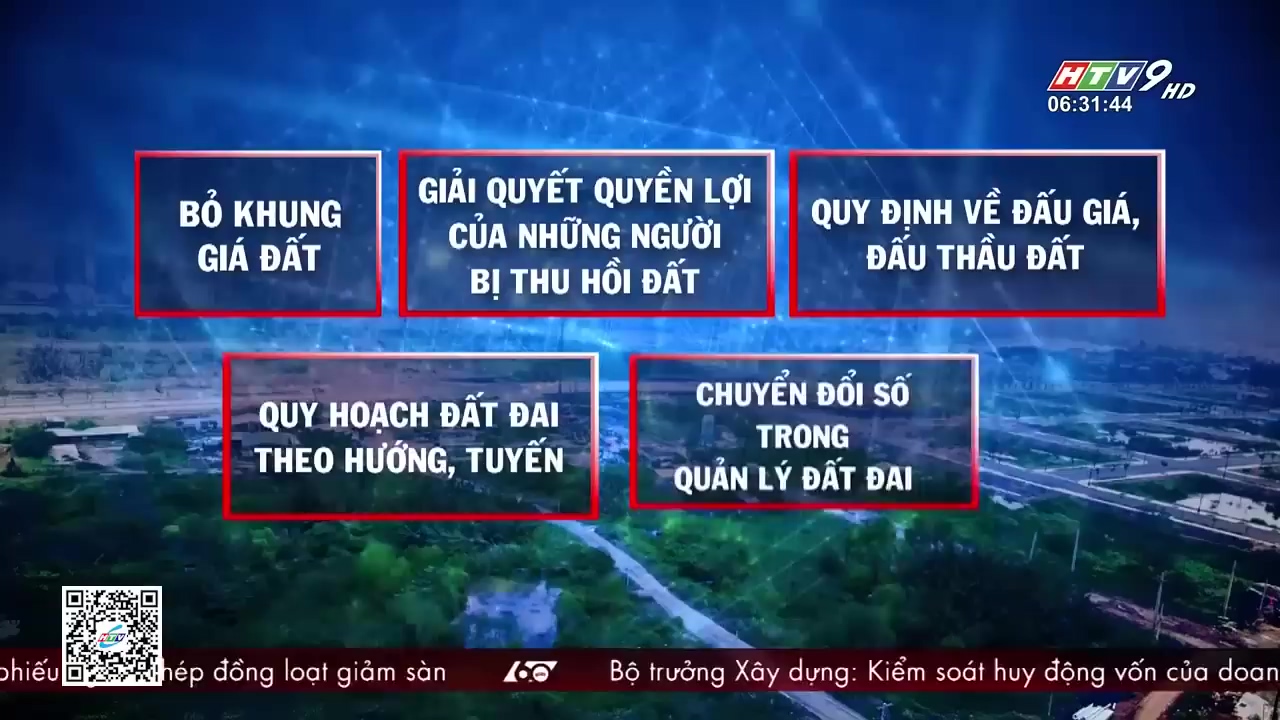 HTV9 HD
06:31:44
BỎ KHUNG
GIÁ ĐẤT
GIẢI QUYẾT QUYỀN LỢI
CỦA NHỮNG NGƯỜI
BỊ THU HỒI ĐẤT
QUY ĐỊNH VỀ ĐẤU GIÁ,
ĐẤU THẦU ĐẤT
QUY HOẠCH ĐẤT ĐAI
THEO HƯỚNG, TUYẾN
CHUYỂN ĐỔI SỐ
TRONG
QUẢN LÝ ĐẤT ĐAI
HTV
phiếu hép đồng loạt giảm sàn
Bộ trưởng Xây dựng: Kiểm soát huy động vốn của doan